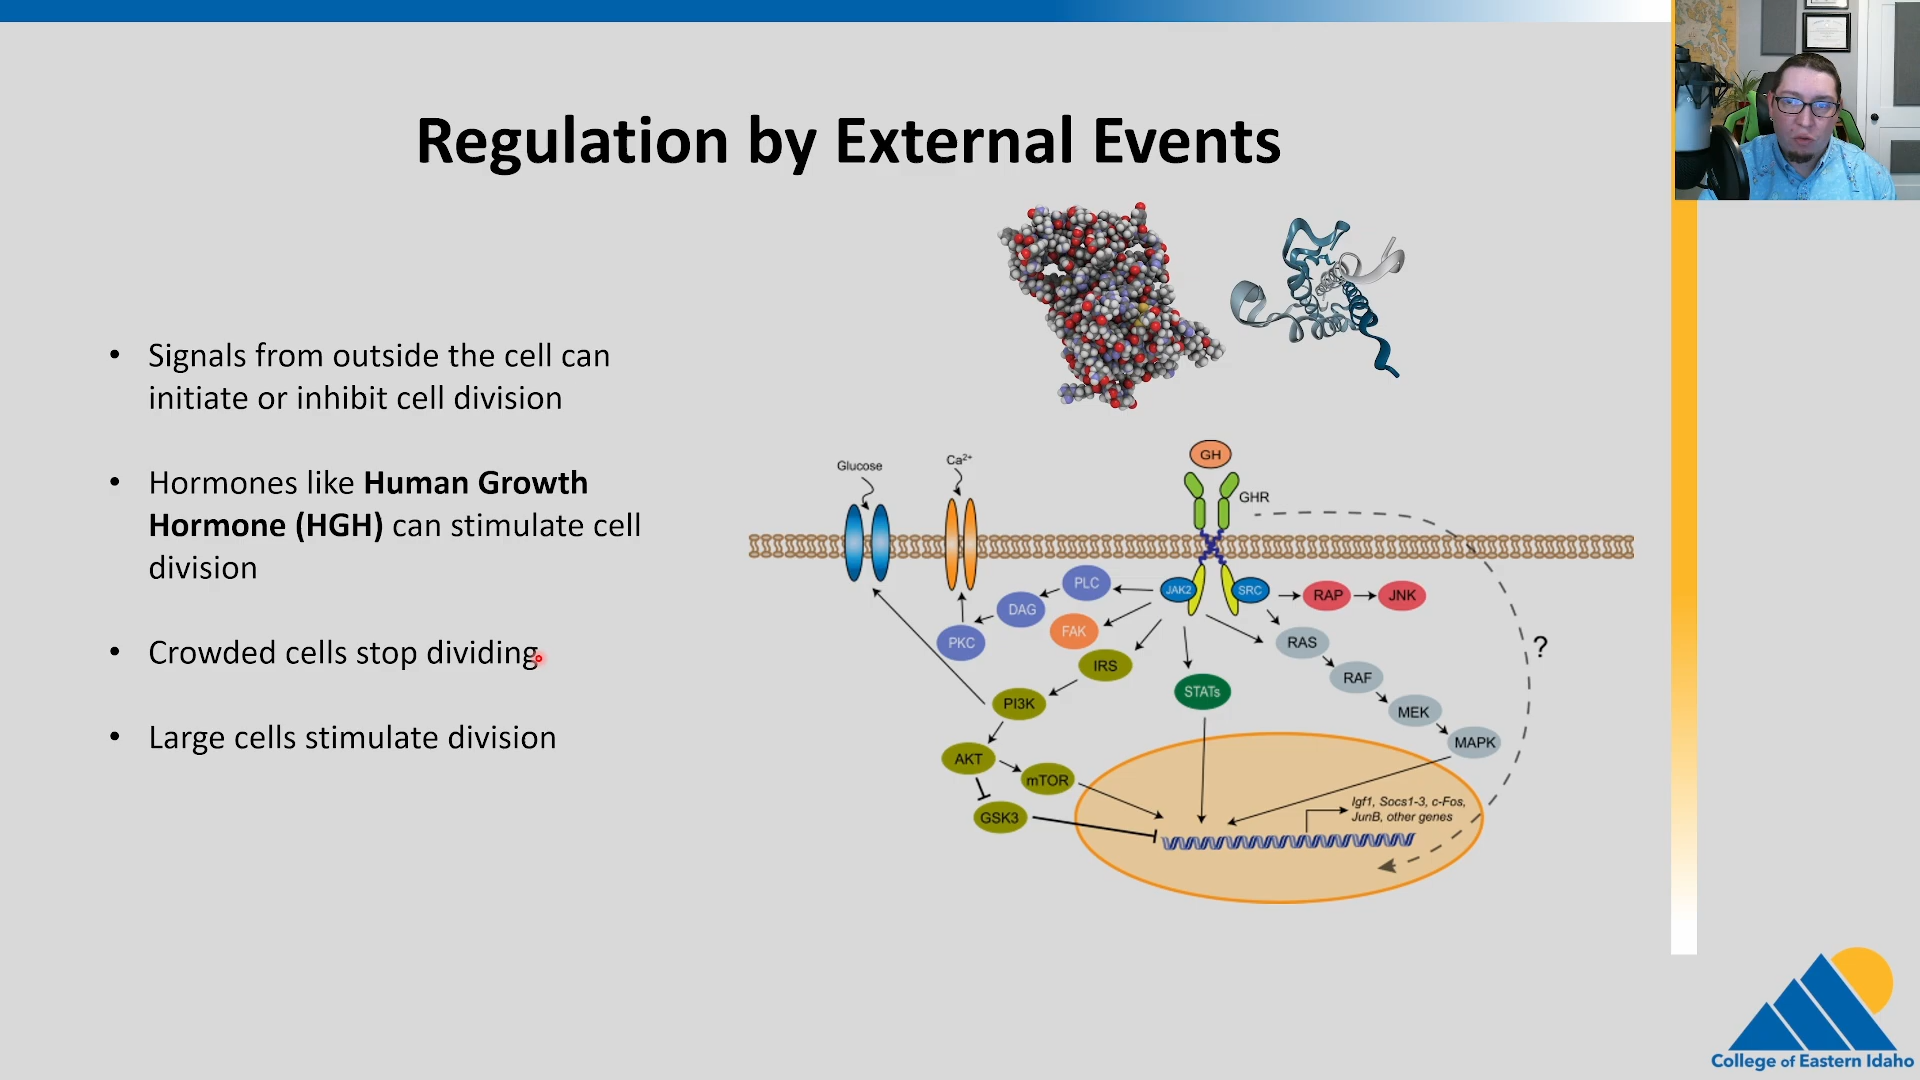 Regulation by External Events
• Signals from outside the cell can
initiate or inhibit cell division
• Hormones like Human Growth
Hormone (HGH) can stimulate cell
division
• Crowded cells stop dividing
• Large cells stimulate division
Glucose
Ca2+
GH
GHR
PLC
JAK2
SRC
RAP
JNK
DAG
FAK
PKC
RAS
?
IRS
RAF
STATs
PI3K
MEK
MAPK
AKT
mTOR
GSK3
Igf1, Socs1-3, c-Fos,
JunB, other genes
College of Eastern Idaho